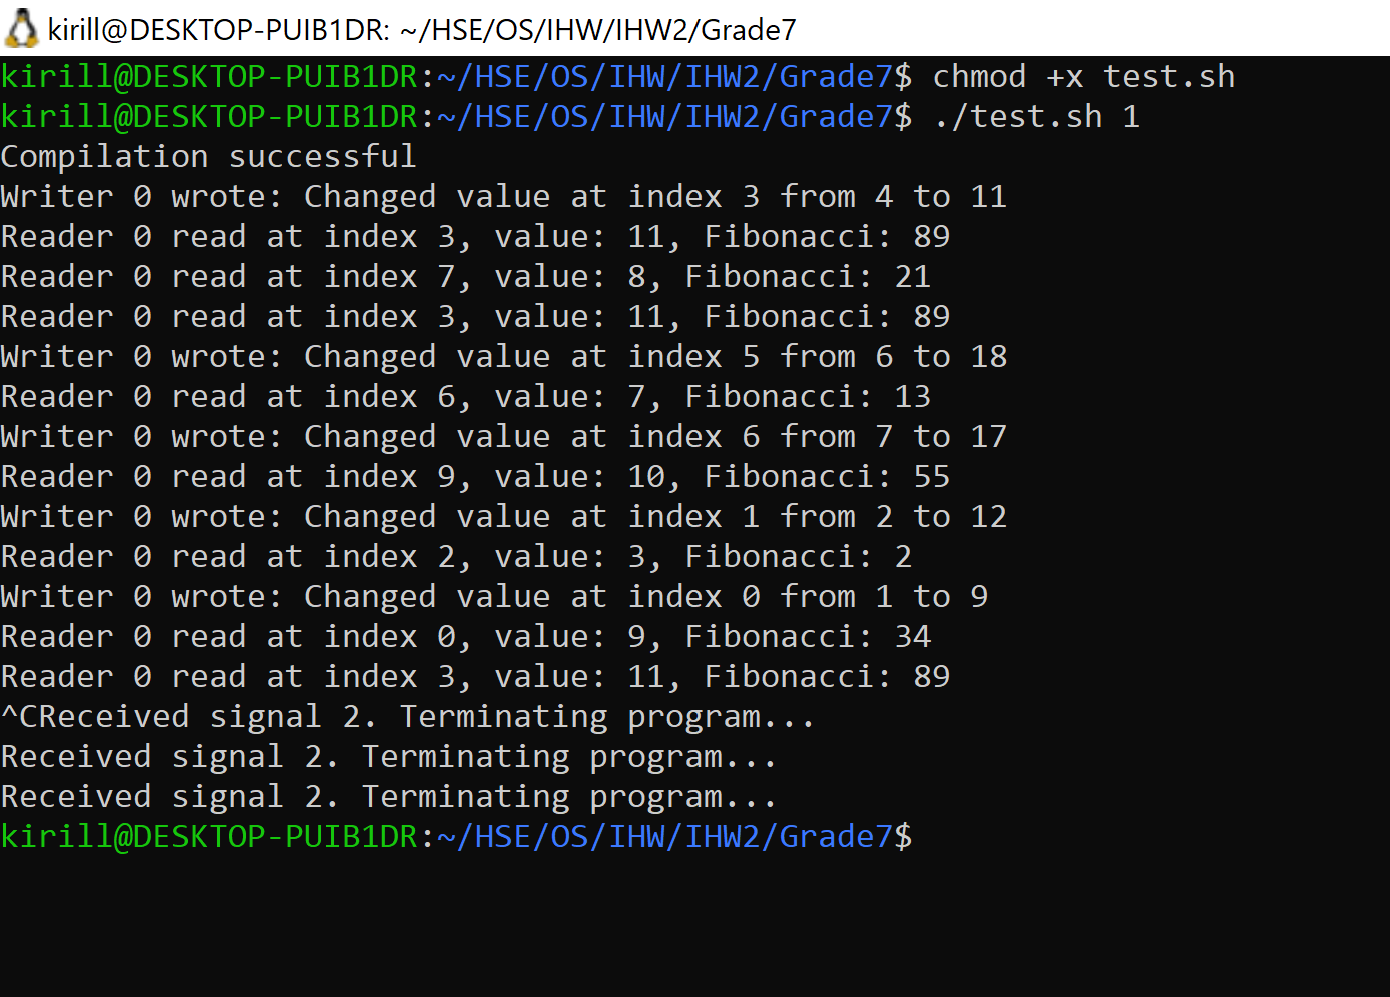 kirill@DESKTOP-PUIB1DR: ~/HSE/OS/IHW/IHW2/Grade7
kirill@DESKTOP-PUIB1DR:~/HSE/OS/IHW/IHW2/Grade7$ chmod +x test.sh
kirill@DESKTOP-PUIB1DR:~/HSE/OS/IHW/IHW2/Grade7$ ./test.sh 1
Compilation successful
Writer 0 wrote: Changed value at index 3 from 4 to 11
Reader 0 read at index 3, value: 11, Fibonacci: 89
Reader 0 read at index 7, value: 8, Fibonacci: 21
Reader 0 read at index 3, value: 11, Fibonacci: 89
Writer 0 wrote: Changed value at index 5 from 6 to 18
Reader 0 read at index 6, value: 7, Fibonacci: 13
Writer 0 wrote: Changed value at index 6 from 7 to 17
Reader 0 read at index 9, value: 10, Fibonacci: 55
Writer 0 wrote: Changed value at index 1 from 2 to 12
Reader 0 read at index 2, value: 3, Fibonacci: 2
Writer 0 wrote: Changed value at index 0 from 1 to 9
Reader 0 read at index 0, value: 9, Fibonacci: 34
Reader 0 read at index 3, value: 11, Fibonacci: 89
^CReceived signal 2. Terminating program...
Received signal 2. Terminating program...
Received signal 2. Terminating program...
kirill@DESKTOP-PUIB1DR:~/HSE/OS/IHW/IHW2/Grade7$